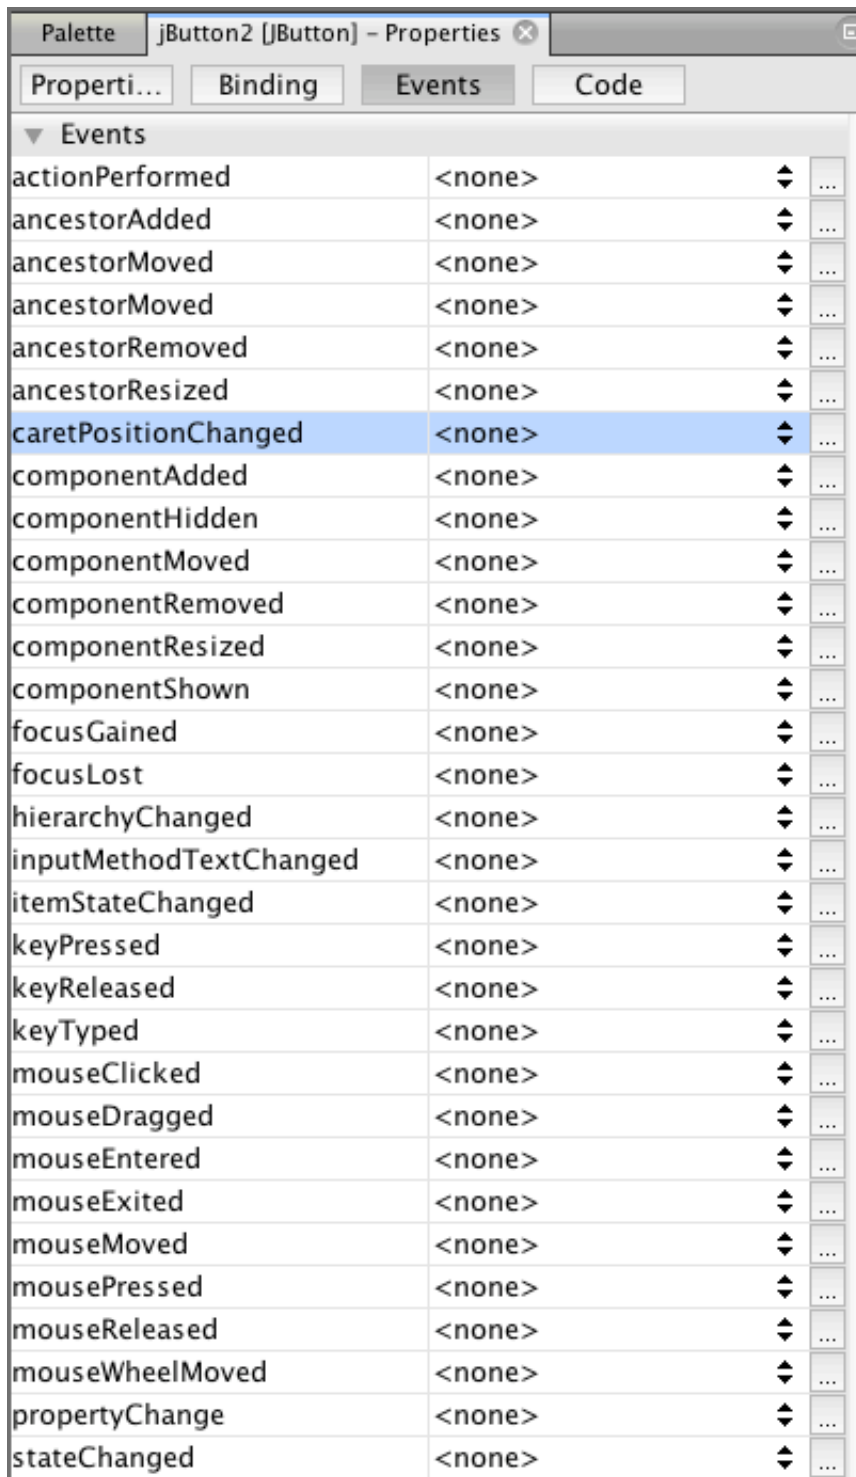 Palette jButton2 [JButton] – Properties
Properti... Binding Events Code
Events
actionPerformed <none> ...
ancestorAdded <none> ...
ancestorMoved <none> ...
ancestorMoved <none> ...
ancestorRemoved <none> ...
ancestorResized <none> ...
caretPositionChanged <none> ...
componentAdded <none> ...
componentHidden <none> ...
componentMoved <none> ...
componentRemoved <none> ...
componentResized <none> ...
componentShown <none> ...
focusGained <none> ...
focusLost <none> ...
hierarchyChanged <none> ...
inputMethodTextChanged <none> ...
itemStateChanged <none> ...
keyPressed <none> ...
keyReleased <none> ...
keyTyped <none> ...
mouseClicked <none> ...
mouseDragged <none> ...
mouseEntered <none> ...
mouseExited <none> ...
mouseMoved <none> ...
mousePressed <none> ...
mouseReleased <none> ...
mouseWheelMoved <none> ...
propertyChange <none> ...
stateChanged <none> ...